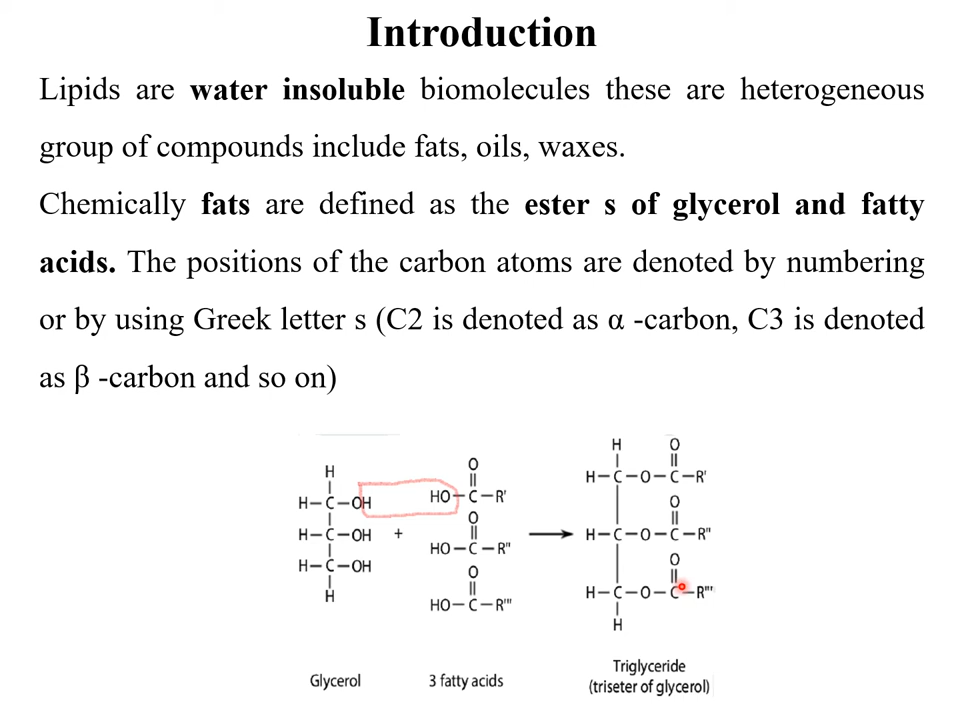 Introduction
Lipids are water insoluble biomolecules these are heterogeneous
group of compounds include fats, oils, waxes.
Chemically fats are defined as the ester s of glycerol and fatty
acids. The positions of the carbon atoms are denoted by numbering
or by using Greek letter s (C2 is denoted as α -carbon, C3 is denoted
as β -carbon and so on)
H
H−C−OH
H−C−OH
H−C−OH
H
Glycerol
+
O
HO−C−R'
O
HO−C−R''
O
HO−C−R'''
3 fatty acids
H O
H−C−O−C−R'
O
H−C−O−C−R''
O
H−C−O−C−R'''
H
Triglyceride
(triseter of glycerol)